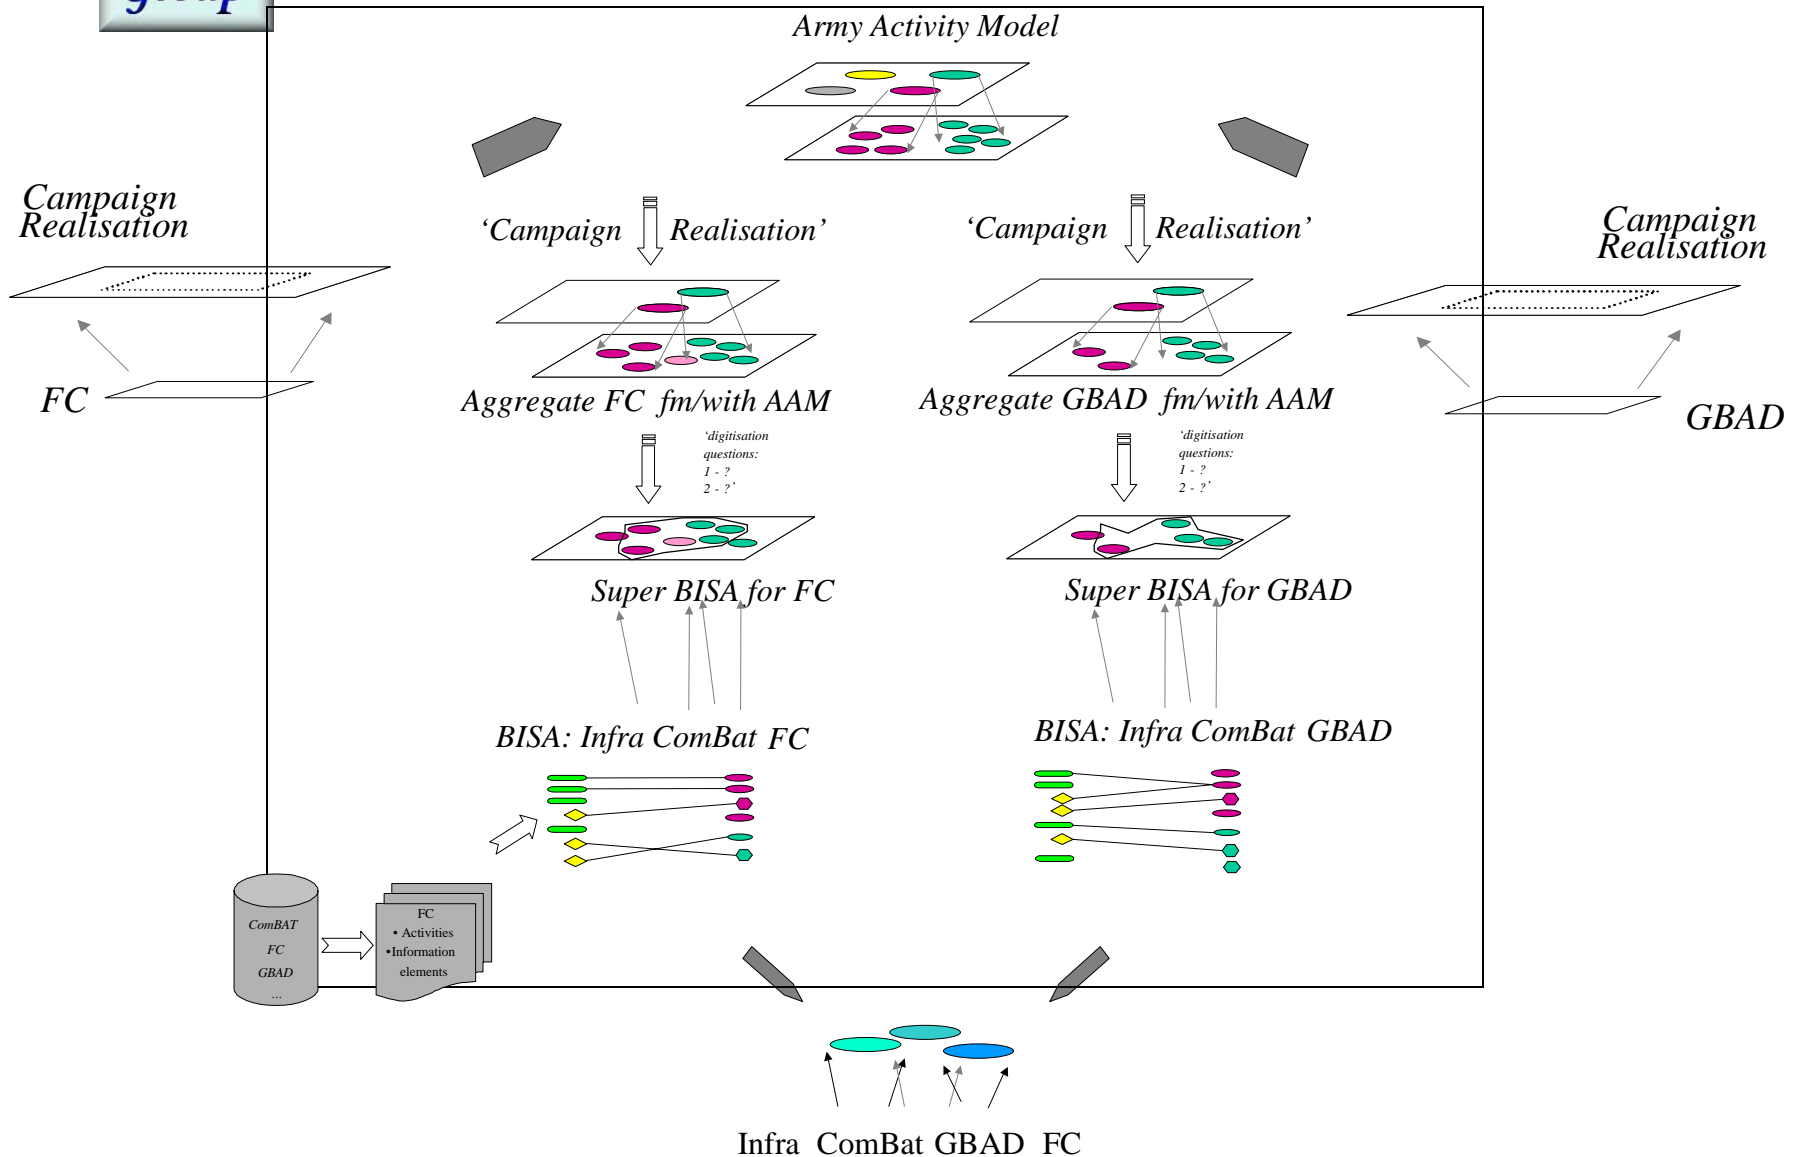 group
Army Activity Model
Campaign
Realisation
‘Campaign Realisation’
‘Campaign Realisation’
Campaign
Realisation
FC
Aggregate FC fm/with AAM
Aggregate GBAD fm/with AAM
GBAD
‘digitisation
questions:
1 - ?
2 - ?’
‘digitisation
questions:
1 - ?
2 - ?’
Super BISA for FC
Super BISA for GBAD
BISA: Infra ComBat FC
BISA: Infra ComBat GBAD
ComBAT
FC
GBAD
...
FC
• Activities
•Information
elements
Infra ComBat GBAD FC